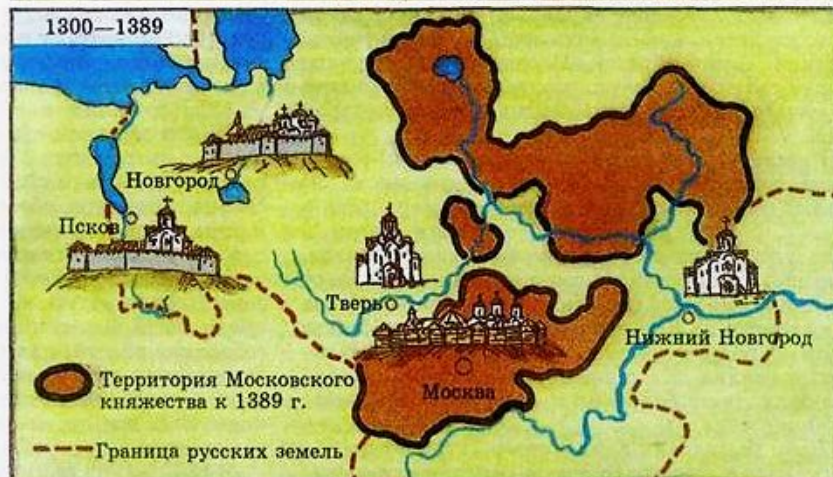 1300—1389
Новгород
Псков
Тверь
Нижний Новгород
Москва
Территория Московского
княжества к 1389 г.
Граница русских земель